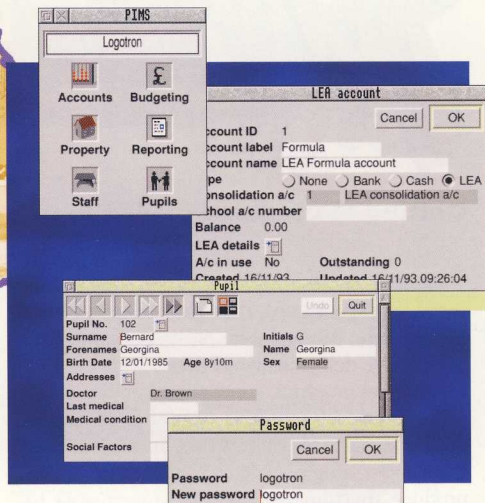 PIMS
Logotron
Accounts Budgeting
Property Reporting
Staff Pupils
LEA account
Cancel OK
ccount ID 1
ccount label Formula
ccount name LEA Formula account
pe None Bank Cash LEA
onsolidation a/c 1 LEA consolidation a/c
chool a/c number
Balance 0.00
LEA details
A/c in use No Outstanding 0
Created 16/11/93 Updated 16/11/93.09:26:04
Pupil
Undo Quit
Pupil No. 102
Surname Bernard Initials G
Forenames Georgina Name Georgina
Birth Date 12/01/1985 Age 8y10m Sex Female
Addresses
Doctor Dr. Brown
Last medical
Medical condition
Social Factors
Password
Cancel OK
Password logotron
New password logotron